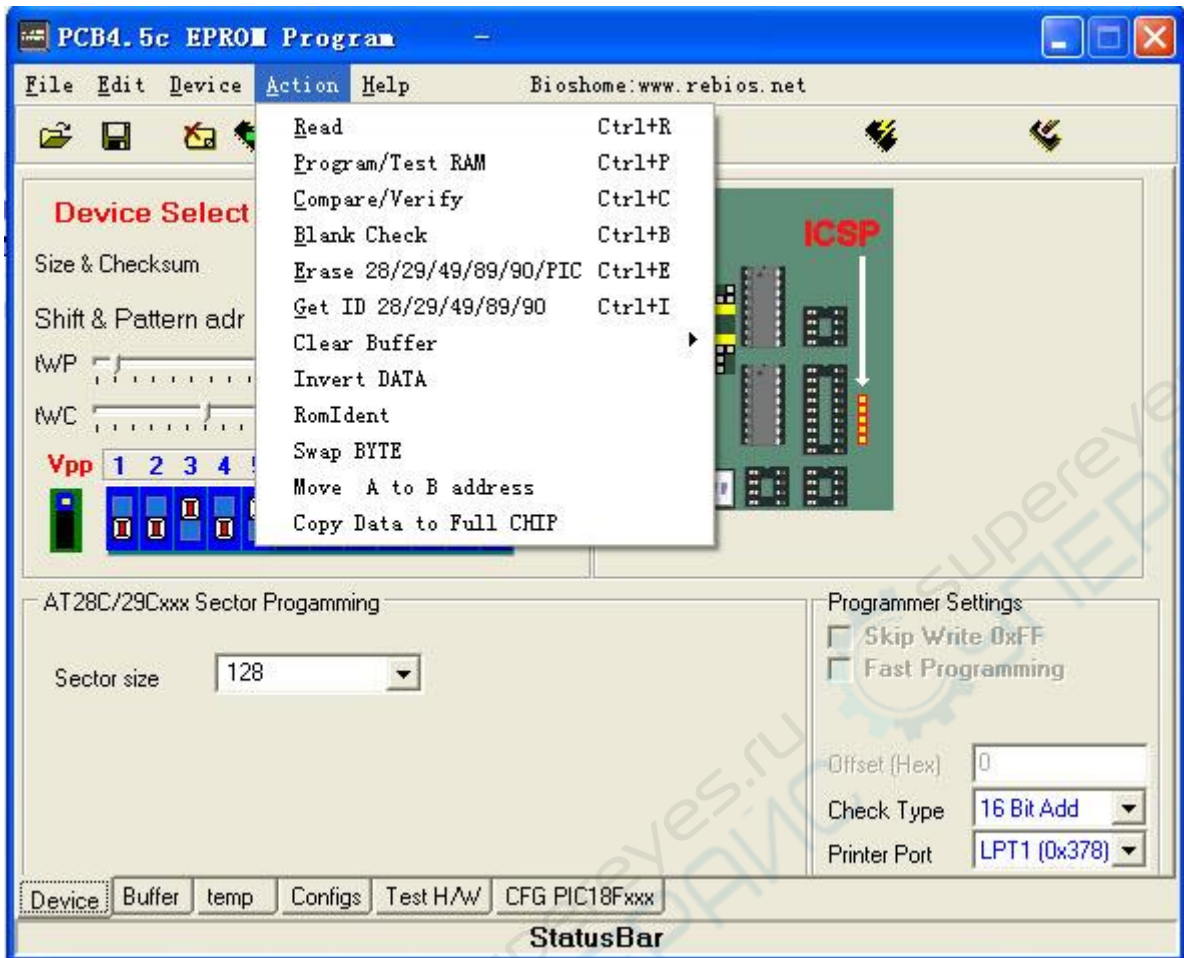 PCB4.5c EPROM Program -
File Edit Device Action Help Bioshome:www.rebios.net
Read Ctrl+R
Program/Test RAM Ctrl+P
Compare/Verify Ctrl+C
Blank Check Ctrl+B
Erase 28/29/49/89/90/PIC Ctrl+E
Get ID 28/29/49/89/90 Ctrl+I
Clear Buffer
Invert DATA
RomIdent
Swap BYTE
Move A to B address
Copy Data to Full CHIP
Device Select
Size & Checksum
Shift & Pattern adr
tWP
tWC
Vpp 1 2 3 4
ICSP
AT28C/29Cxxx Sector Progamming
Sector size 128
Programmer Settings
Skip Write 0xFF
Fast Programming
Offset (Hex) 0
Check Type 16 Bit Add
Printer Port LPT1 (0x378)
Device Buffer temp Configs Test H/W CFG PIC18Fxxx
StatusBar